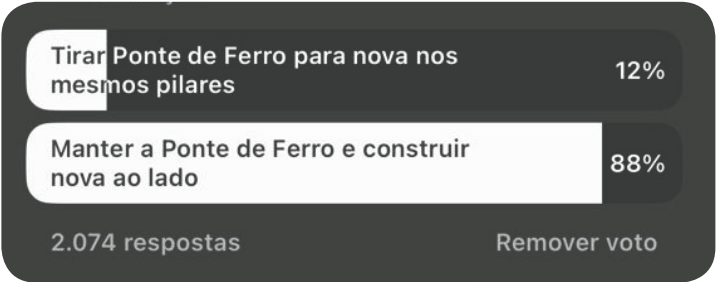 Tirar Ponte de Ferro para nova nos
mesmos pilares
12%
Manter a Ponte de Ferro e construir
nova ao lado
88%
2.074 respostas
Remover voto